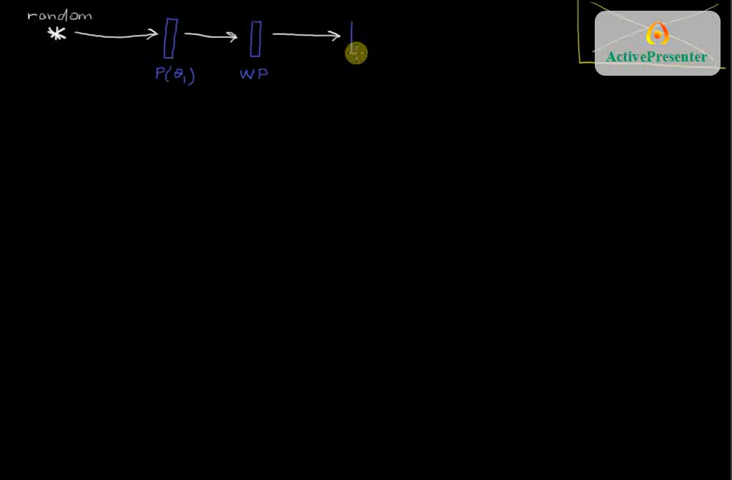 random
P(θ₁)
WP
ActivePresenter